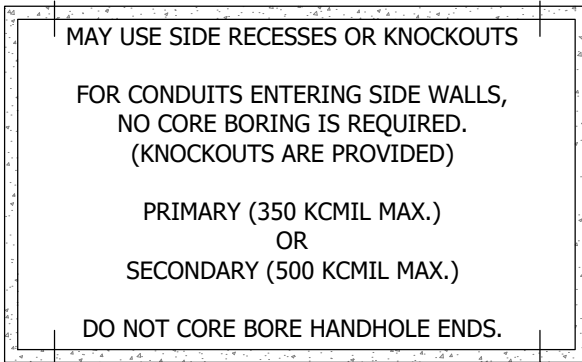 MAY USE SIDE RECESSES OR KNOCKOUTS
FOR CONDUITS ENTERING SIDE WALLS,
NO CORE BORING IS REQUIRED.
(KNOCKOUTS ARE PROVIDED)
PRIMARY (350 KCMIL MAX.)
OR
SECONDARY (500 KCMIL MAX.)
DO NOT CORE BORE HANDHOLE ENDS.